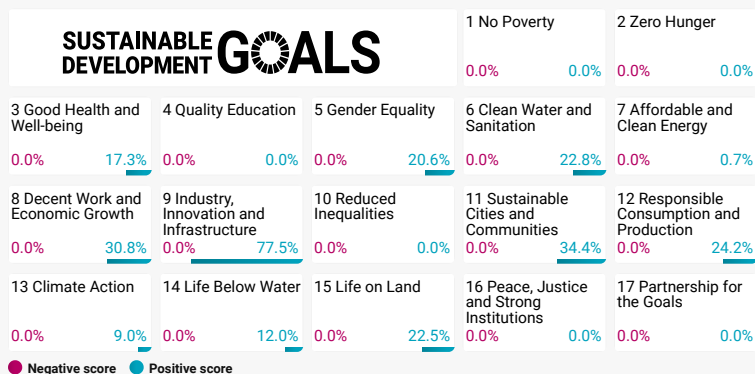 SUSTAINABLE
DEVELOPMENT GOALS
1 No Poverty
0.0% 0.0%
2 Zero Hunger
0.0% 0.0%
3 Good Health and
Well-being
0.0% 17.3%
4 Quality Education
0.0% 0.0%
5 Gender Equality
0.0% 20.6%
6 Clean Water and
Sanitation
0.0% 22.8%
7 Affordable and
Clean Energy
0.0% 0.7%
8 Decent Work and
Economic Growth
0.0% 30.8%
9 Industry,
Innovation and
Infrastructure
0.0% 77.5%
10 Reduced
Inequalities
0.0% 0.0%
11 Sustainable
Cities and
Communities
0.0% 34.4%
12 Responsible
Consumption and
Production
0.0% 24.2%
13 Climate Action
0.0% 9.0%
14 Life Below Water
0.0% 12.0%
15 Life on Land
0.0% 22.5%
16 Peace, Justice
and Strong
Institutions
0.0% 0.0%
17 Partnership for
the Goals
0.0% 0.0%
Negative score Positive score